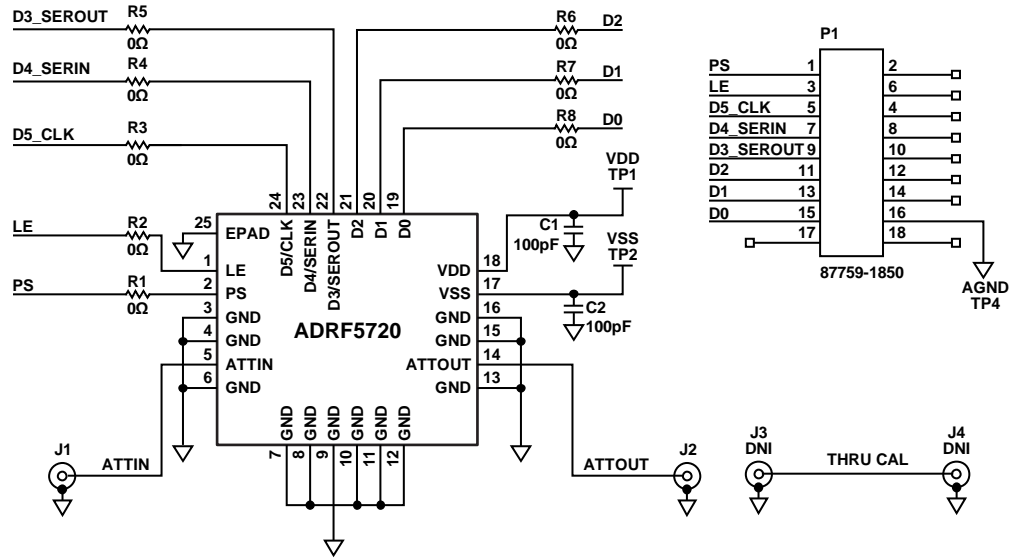 D3_SEROUT R5
0Ω
D4_SERIN R4
0Ω
D5_CLK R3
0Ω
LE R2
0Ω
PS R1
0Ω
R6 D2
0Ω
R7 D1
0Ω
R8 D0
0Ω
VDD
TP1
C1
100pF
VSS
TP2
C2
100pF
24 23 22 21 20 19
D5/CLK D4/SERIN D3/SEROUT D2 D1 D0
25 EPAD
1 LE
2 PS
3 GND
4 GND
5 ATTIN
6 GND
ADRF5720
VDD 18
VSS 17
GND 16
GND 15
ATTOUT 14
GND 13
GND GND GND GND GND GND
7 8 9 10 11 12
J1
ATTIN
ATTOUT
J2
P1
PS 1 2
LE 3 6
D5_CLK 5 4
D4_SERIN 7 8
D3_SEROUT 9 10
D2 11 12
D1 13 14
D0 15 16
17 18
87759-1850
AGND
TP4
J3
DNI
THRU CAL
J4
DNI